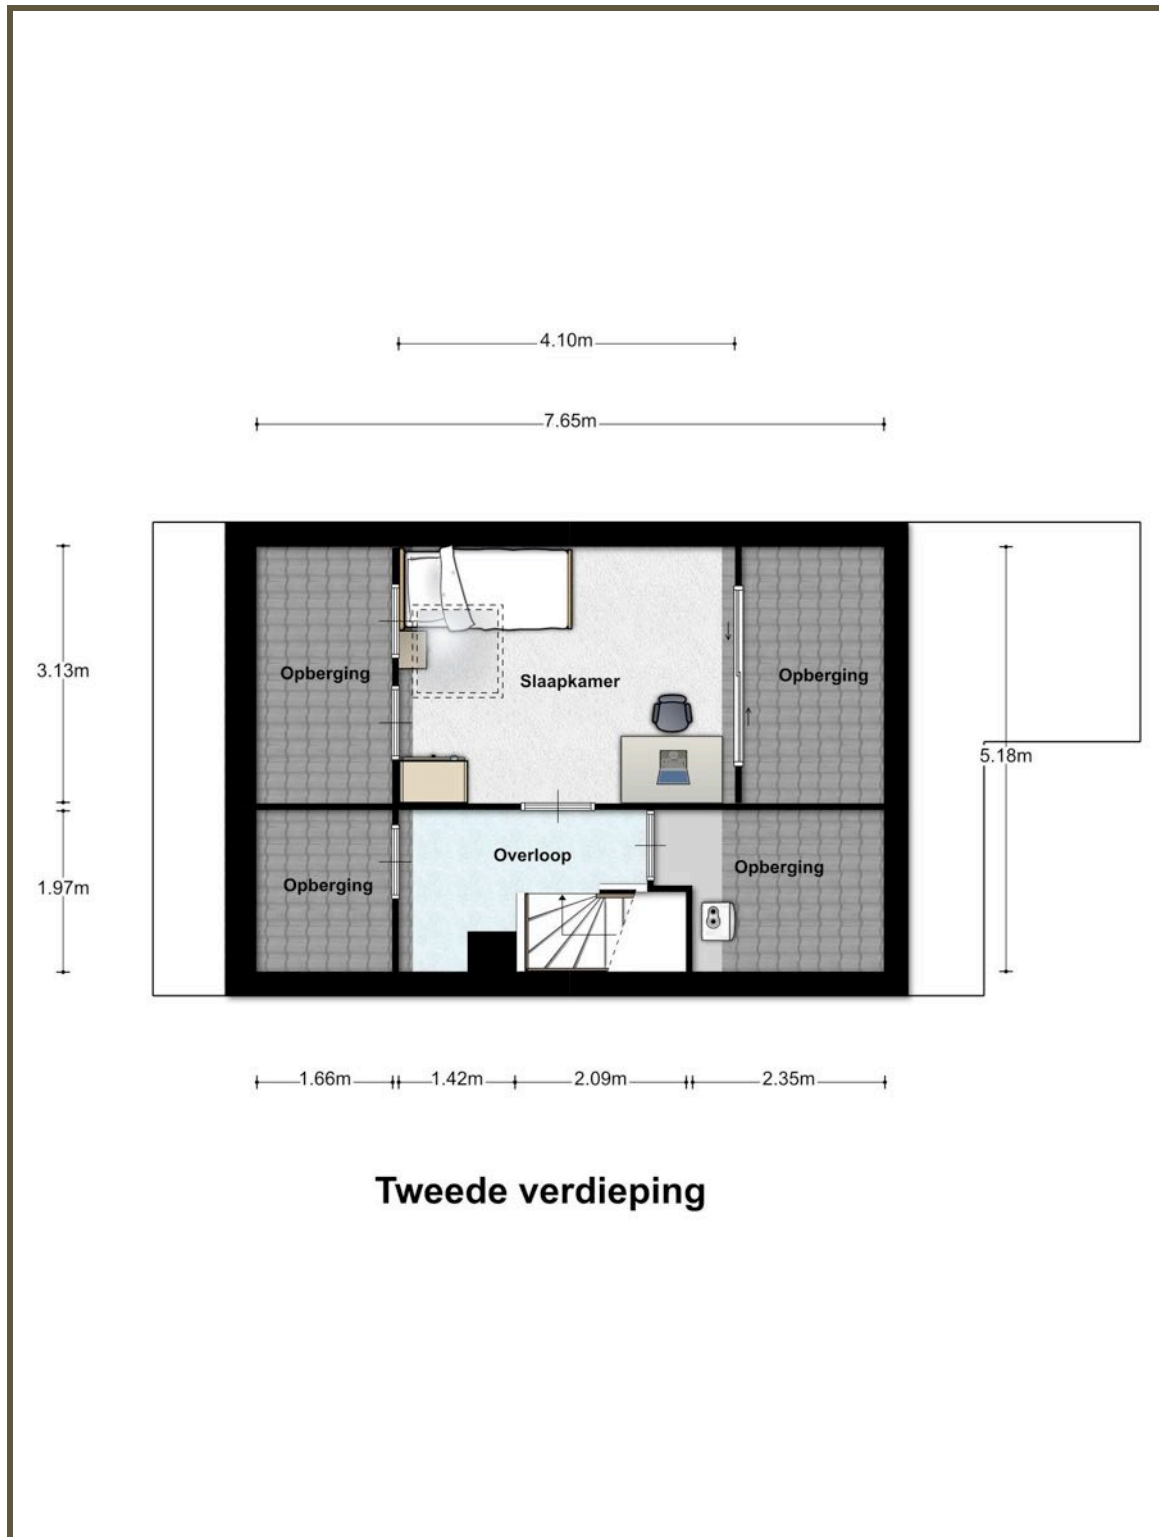 4.10m
7.65m
3.13m
Opberging
Slaapkamer
Opberging
5.18m
1.97m
Opberging
Overloop
Opberging
1.66m
1.42m
2.09m
2.35m
Tweede verdieping